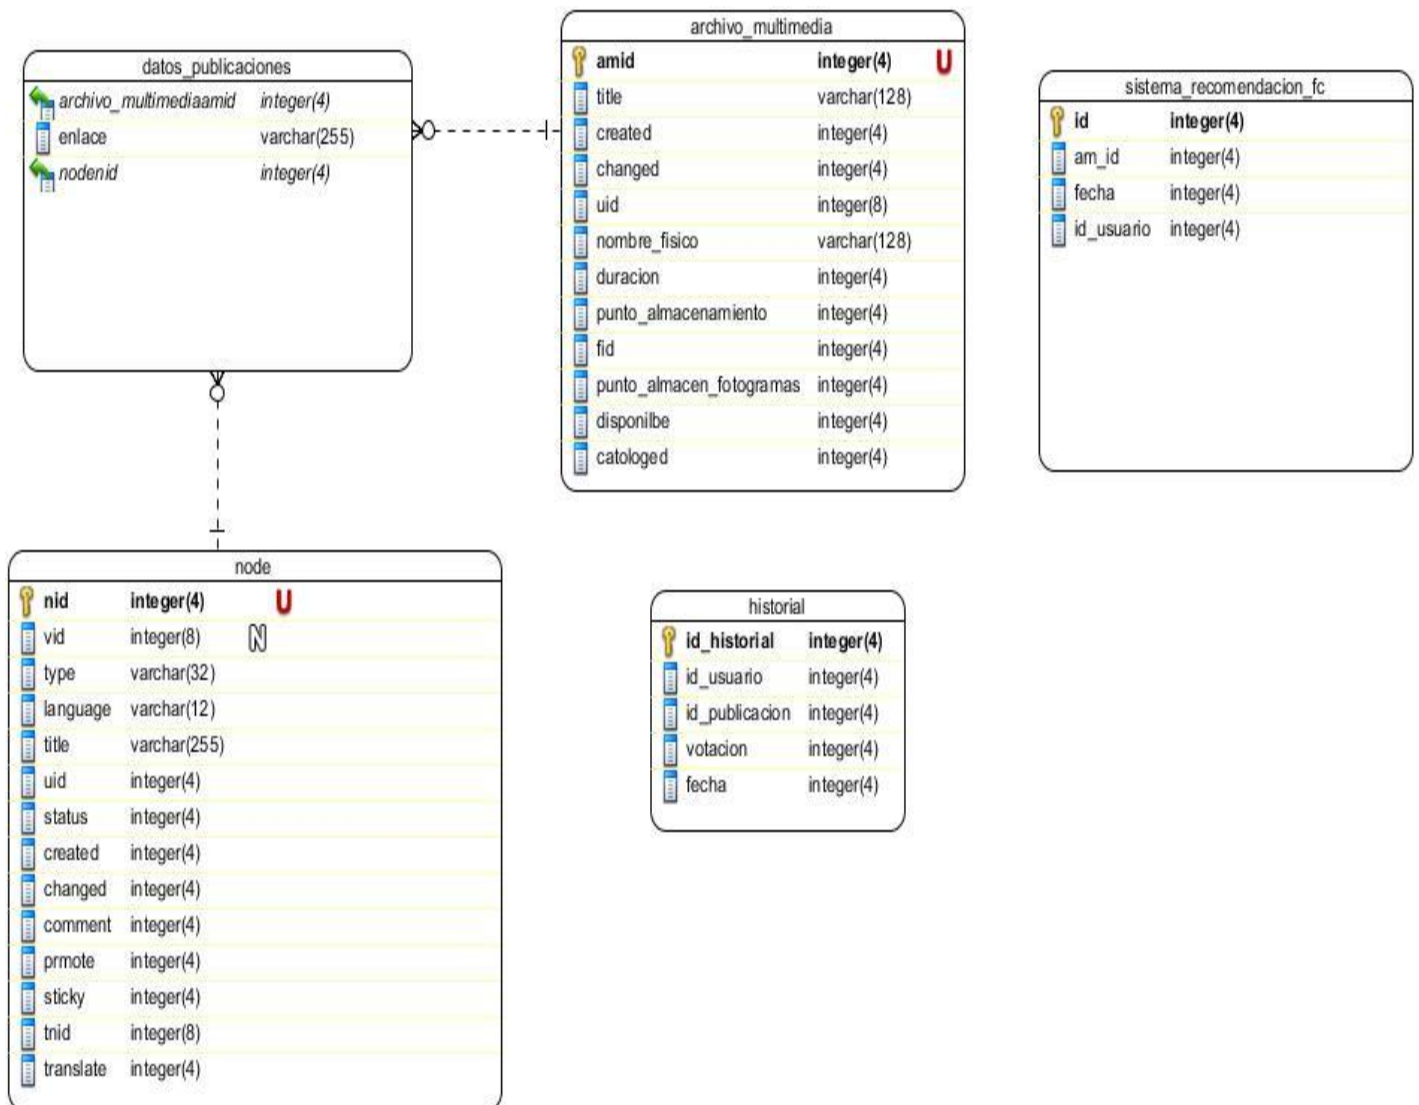 datos_publicaciones
archivo_multimediaamid integer(4)
enlace varchar(255)
nodenid integer(4)
archivo_multimedia
amid integer(4) U
title varchar(128)
created integer(4)
changed integer(4)
uid integer(8)
nombre_fisico varchar(128)
duracion integer(4)
punto_almacenamiento integer(4)
fid integer(4)
punto_almacen_fotogramas integer(4)
disponilbe integer(4)
catologed integer(4)
sistema_recomendacion_fc
id integer(4)
am_id integer(4)
fecha integer(4)
id_usuario integer(4)
node
nid integer(4) U
vid integer(8) N
type varchar(32)
language varchar(12)
title varchar(255)
uid integer(4)
status integer(4)
created integer(4)
changed integer(4)
comment integer(4)
prmote integer(4)
sticky integer(4)
tnid integer(8)
translate integer(4)
historial
id_historial integer(4)
id_usuario integer(4)
id_publicacion integer(4)
votacion integer(4)
fecha integer(4)